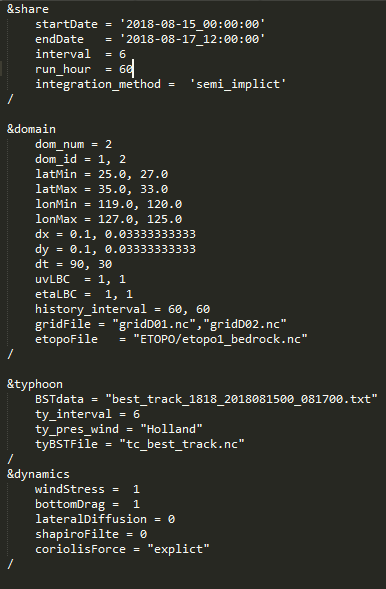 &share
startDate = '2018-08-15_00:00:00'
endDate = '2018-08-17_12:00:00'
interval = 6
run_hour = 60
integration_method = 'semi_implict'
/
&domain
dom_num = 2
dom_id = 1, 2
latMin = 25.0, 27.0
latMax = 35.0, 33.0
lonMin = 119.0, 120.0
lonMax = 127.0, 125.0
dx = 0.1, 0.03333333333
dy = 0.1, 0.03333333333
dt = 90, 30
uvLBC = 1, 1
etaLBC = 1, 1
history_interval = 60, 60
gridFile = "gridD01.nc","gridD02.nc"
etopoFile = "ETOPO/etopo1_bedrock.nc"
/
&typhoon
BSTdata = "best_track_1818_2018081500_081700.txt"
ty_interval = 6
ty_pres_wind = "Holland"
tyBSTFile = "tc_best_track.nc"
/
&dynamics
windStress = 1
bottomDrag = 1
lateralDiffusion = 0
shapiroFilte = 0
coriolisForce = "explict"
/